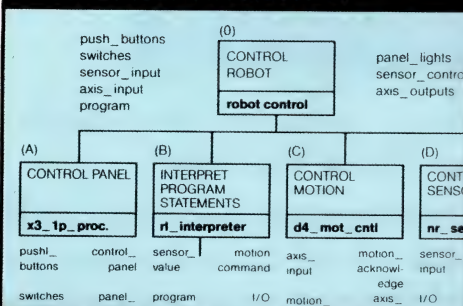 push_buttons
switches
sensor_input
axis_input
program
(0)
CONTROL
ROBOT
robot control
panel_lights
axis_outputs
(A)
CONTROL PANEL
x3_1p_proc.
pushl_ control_
buttons panel
switches panel_
(B)
INTERPRET
PROGRAM
STATEMENTS
rl_interpreter
sensor_ motion
value command
program I/O
(C)
CONTROL
MOTION
d4_mot_cntl
axis_ motion_
input acknowl-
edge
motion_ axis_
(D)
sensor_
input
I/O